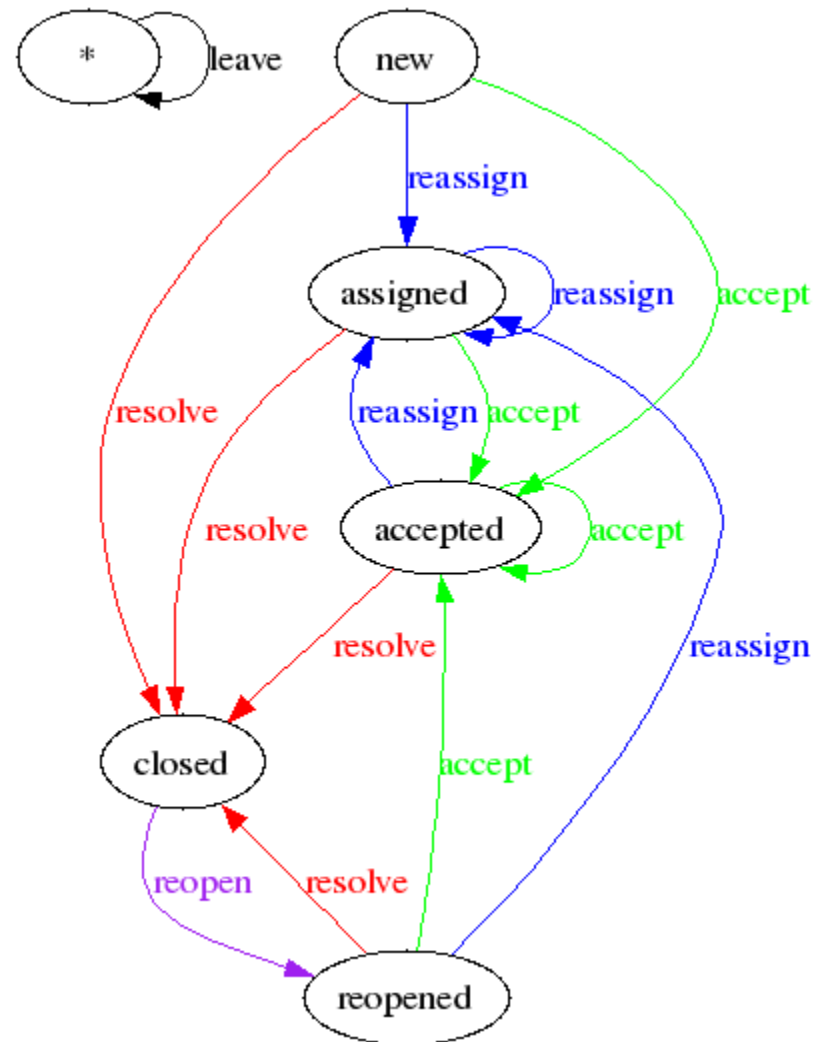 *
leave
new
reassign
assigned
reassign
accept
resolve
reassign
accept
resolve
accepted
accept
resolve
reassign
closed
accept
reopen
resolve
reopened